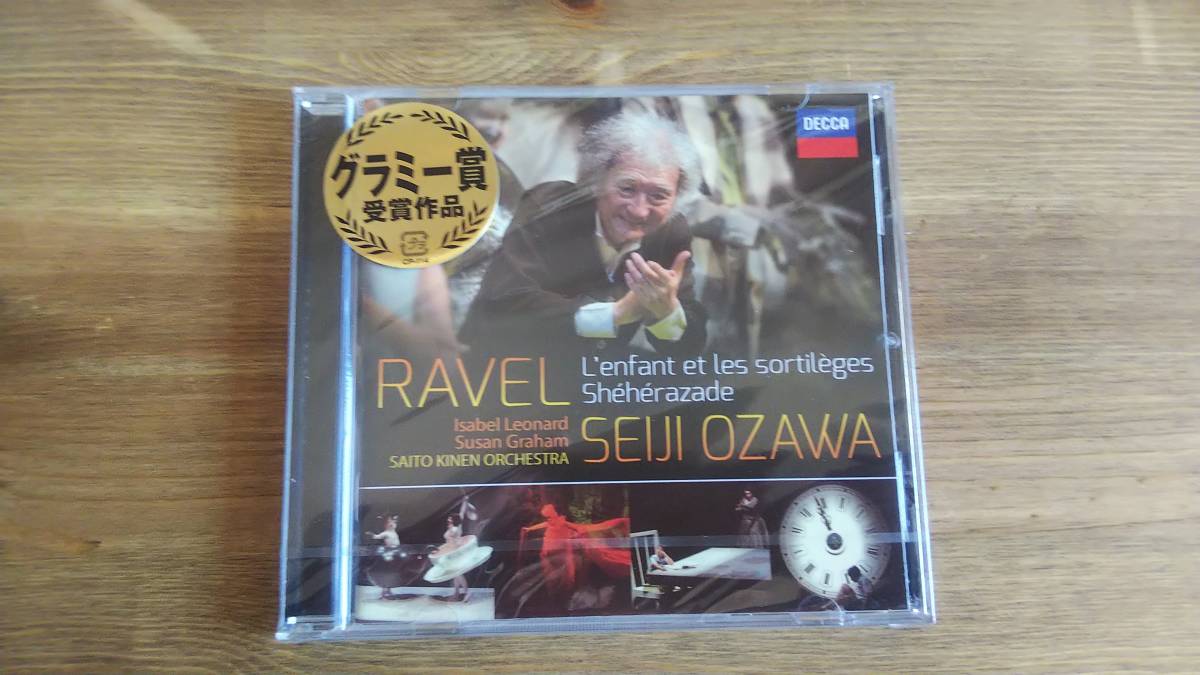 グラミー賞
受賞作品
DECCA
RAVEL
L'enfant et les sortilèges
Shéhérazade
Isabel Leonard
Susan Graham
SAITO KINEN ORCHESTRA
SEIJI OZAWA